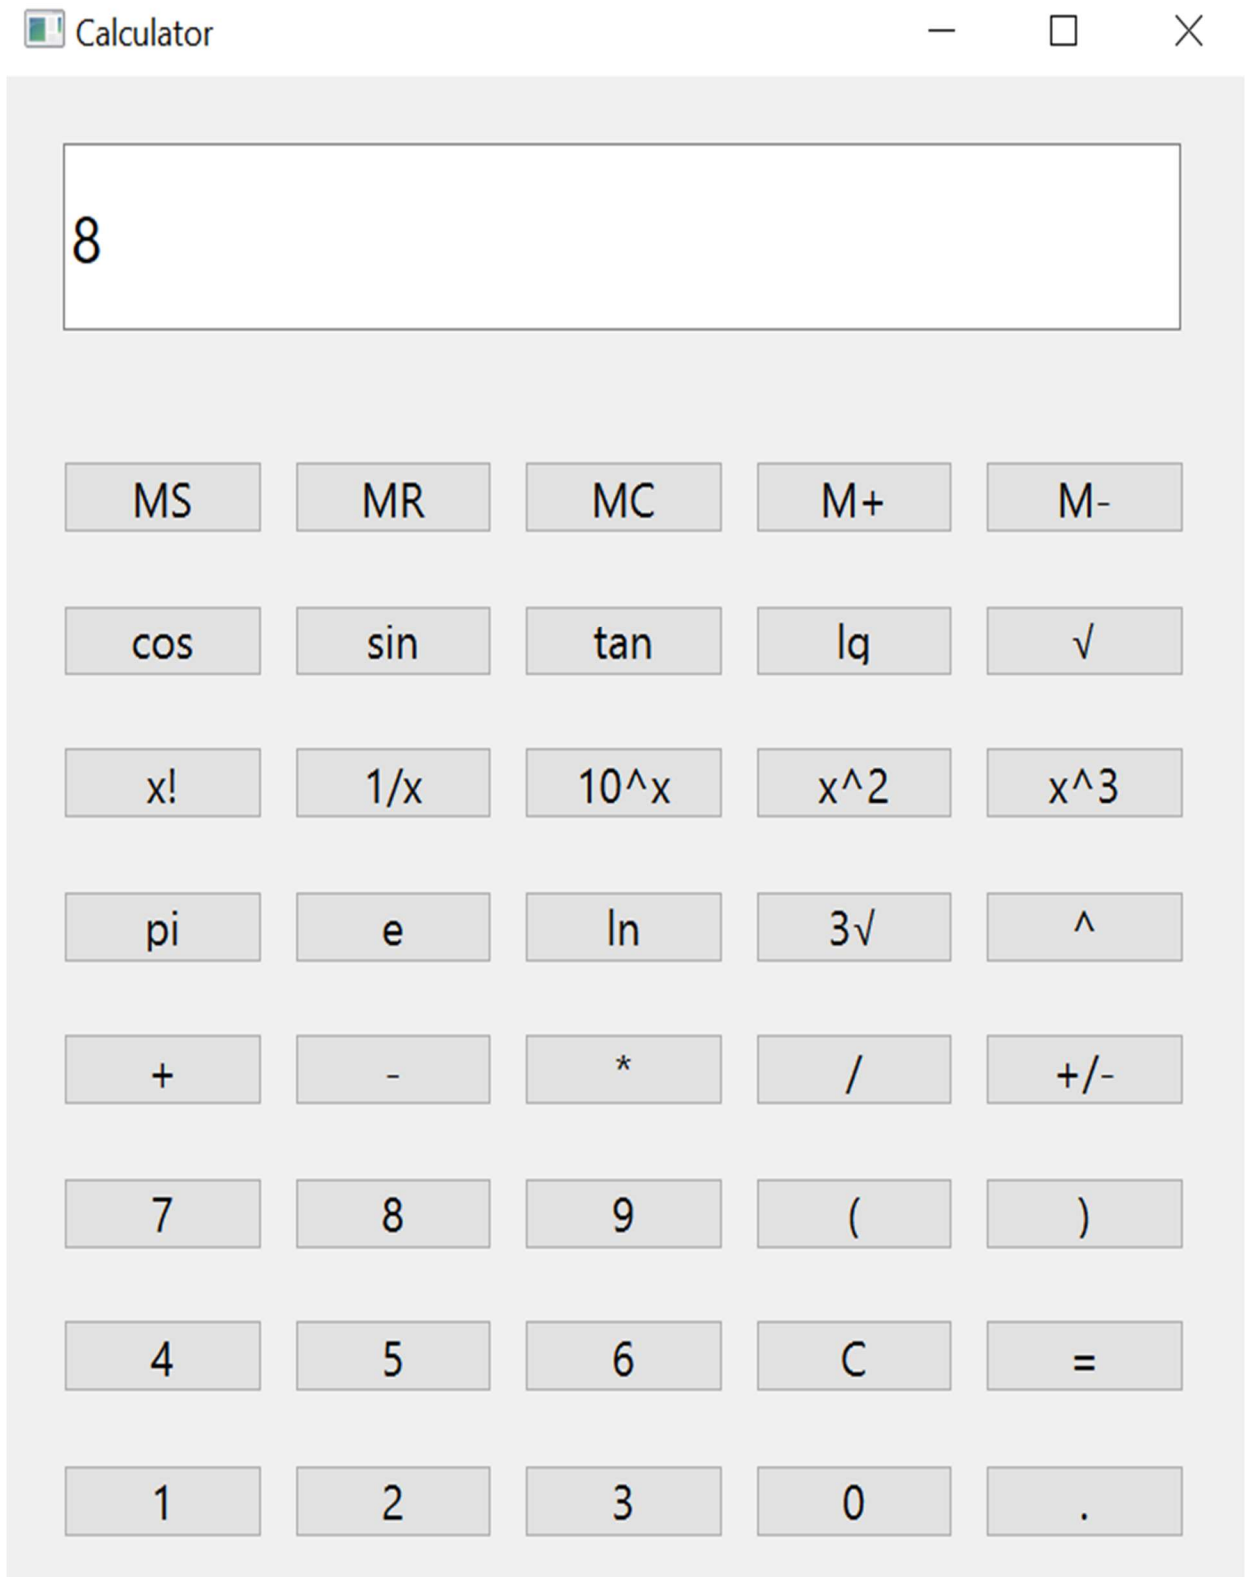 Calculator
8
MS MR MC M+ M-
cos sin tan lg √
x! 1/x 10^x x^2 x^3
pi e ln 3√ ^
+ - * / +/-
7 8 9 ( )
4 5 6 C =
1 2 3 0 .